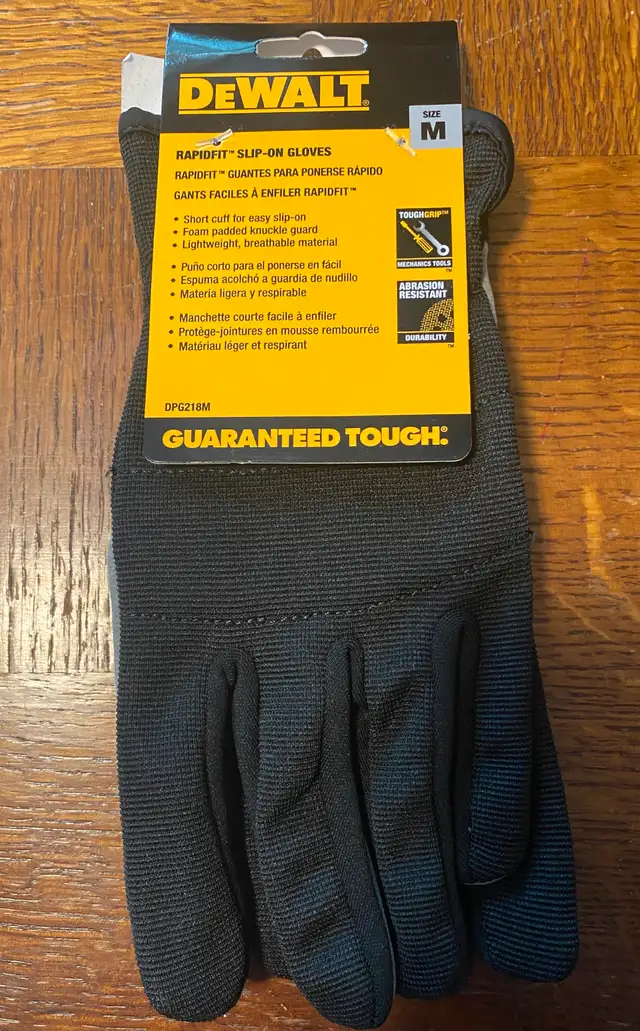 DEWALT®
SIZE
M
RAPIDFIT™ SLIP-ON GLOVES
RAPIDFIT™ GUANTES PARA PONERSE RÁPIDO
GANTS FACILES À ENFILER RAPIDFIT™
• Short cuff for easy slip-on
• Foam padded knuckle guard
• Lightweight, breathable material
• Puño corto para el ponerse en fácil
• Espuma acolchó a guardia de nudillo
• Materia ligera y respirable
• Manchette courte facile à enfiler
• Protège-jointures en mousse rembourrée
• Matériau léger et respirant
TOUGHGRIP™
MECHANICS TOOLS
™
ABRASION
RESISTANT
DURABILITY
™
DPG218M
GUARANTEED TOUGH®